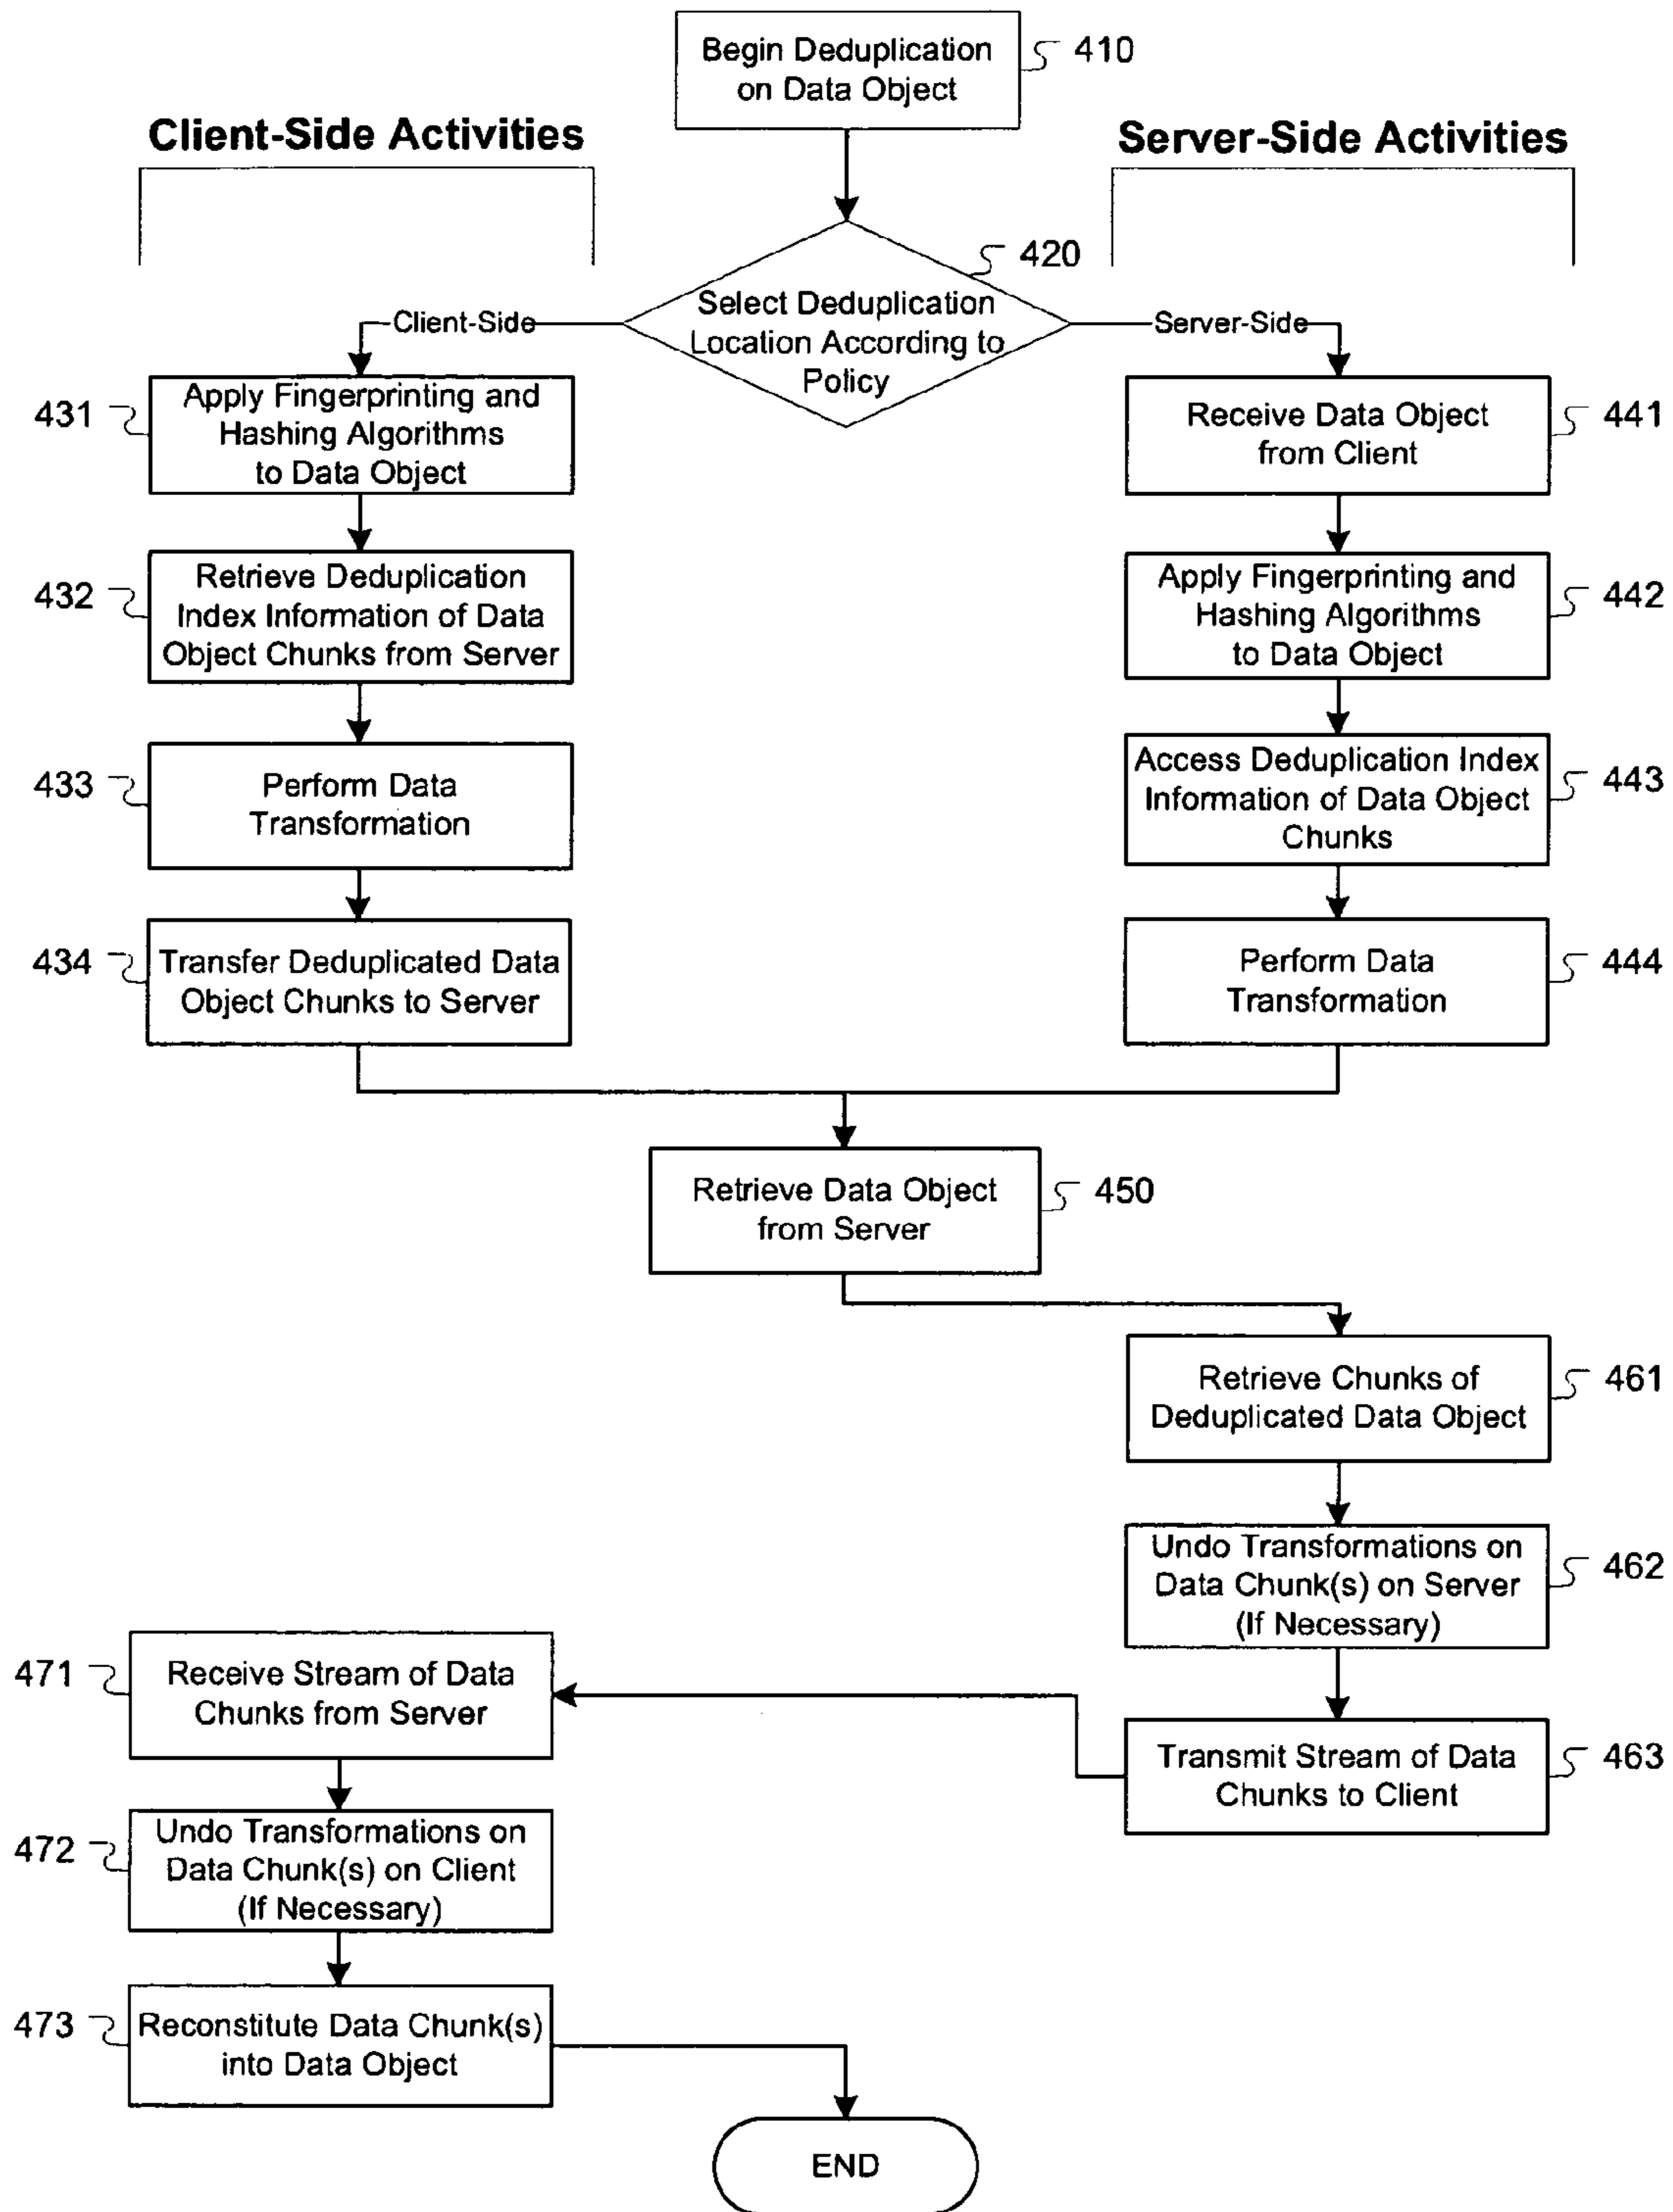 Begin Deduplication
on Data Object
410
Client-Side Activities
Server-Side Activities
420
Select Deduplication
Location According to
Policy
Client-Side
Server-Side
431
Apply Fingerprinting and
Hashing Algorithms
to Data Object
Receive Data Object
from Client
441
432
Retrieve Deduplication
Index Information of Data
Object Chunks from Server
Apply Fingerprinting and
Hashing Algorithms
to Data Object
442
433
Perform Data
Transformation
Access Deduplication Index
Information of Data Object
Chunks
443
434
Transfer Deduplicated Data
Object Chunks to Server
Perform Data
Transformation
444
Retrieve Data Object
from Server
450
Retrieve Chunks of
Deduplicated Data Object
461
Undo Transformations on
Data Chunk(s) on Server
(If Necessary)
462
471
Receive Stream of Data
Chunks from Server
Transmit Stream of Data
Chunks to Client
463
472
Undo Transformations on
Data Chunk(s) on Client
(If Necessary)
473
Reconstitute Data Chunk(s)
into Data Object
END